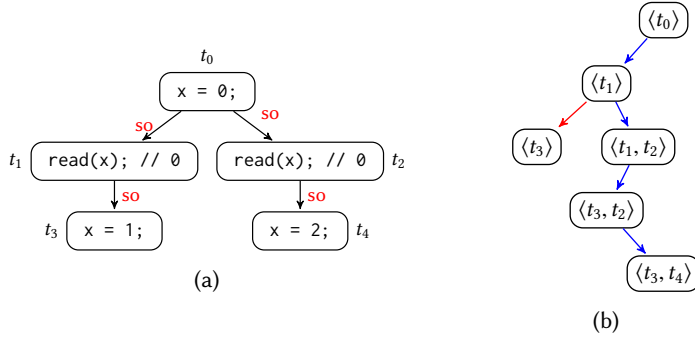 t₀
x = 0;
so so
t₁ read(x); // 0 read(x); // 0 t₂
so so
t₃ x = 1; x = 2; t₄
(a)
⟨t₀⟩
⟨t₁⟩
⟨t₃⟩ ⟨t₁, t₂⟩
⟨t₃, t₂⟩
⟨t₃, t₄⟩
(b)